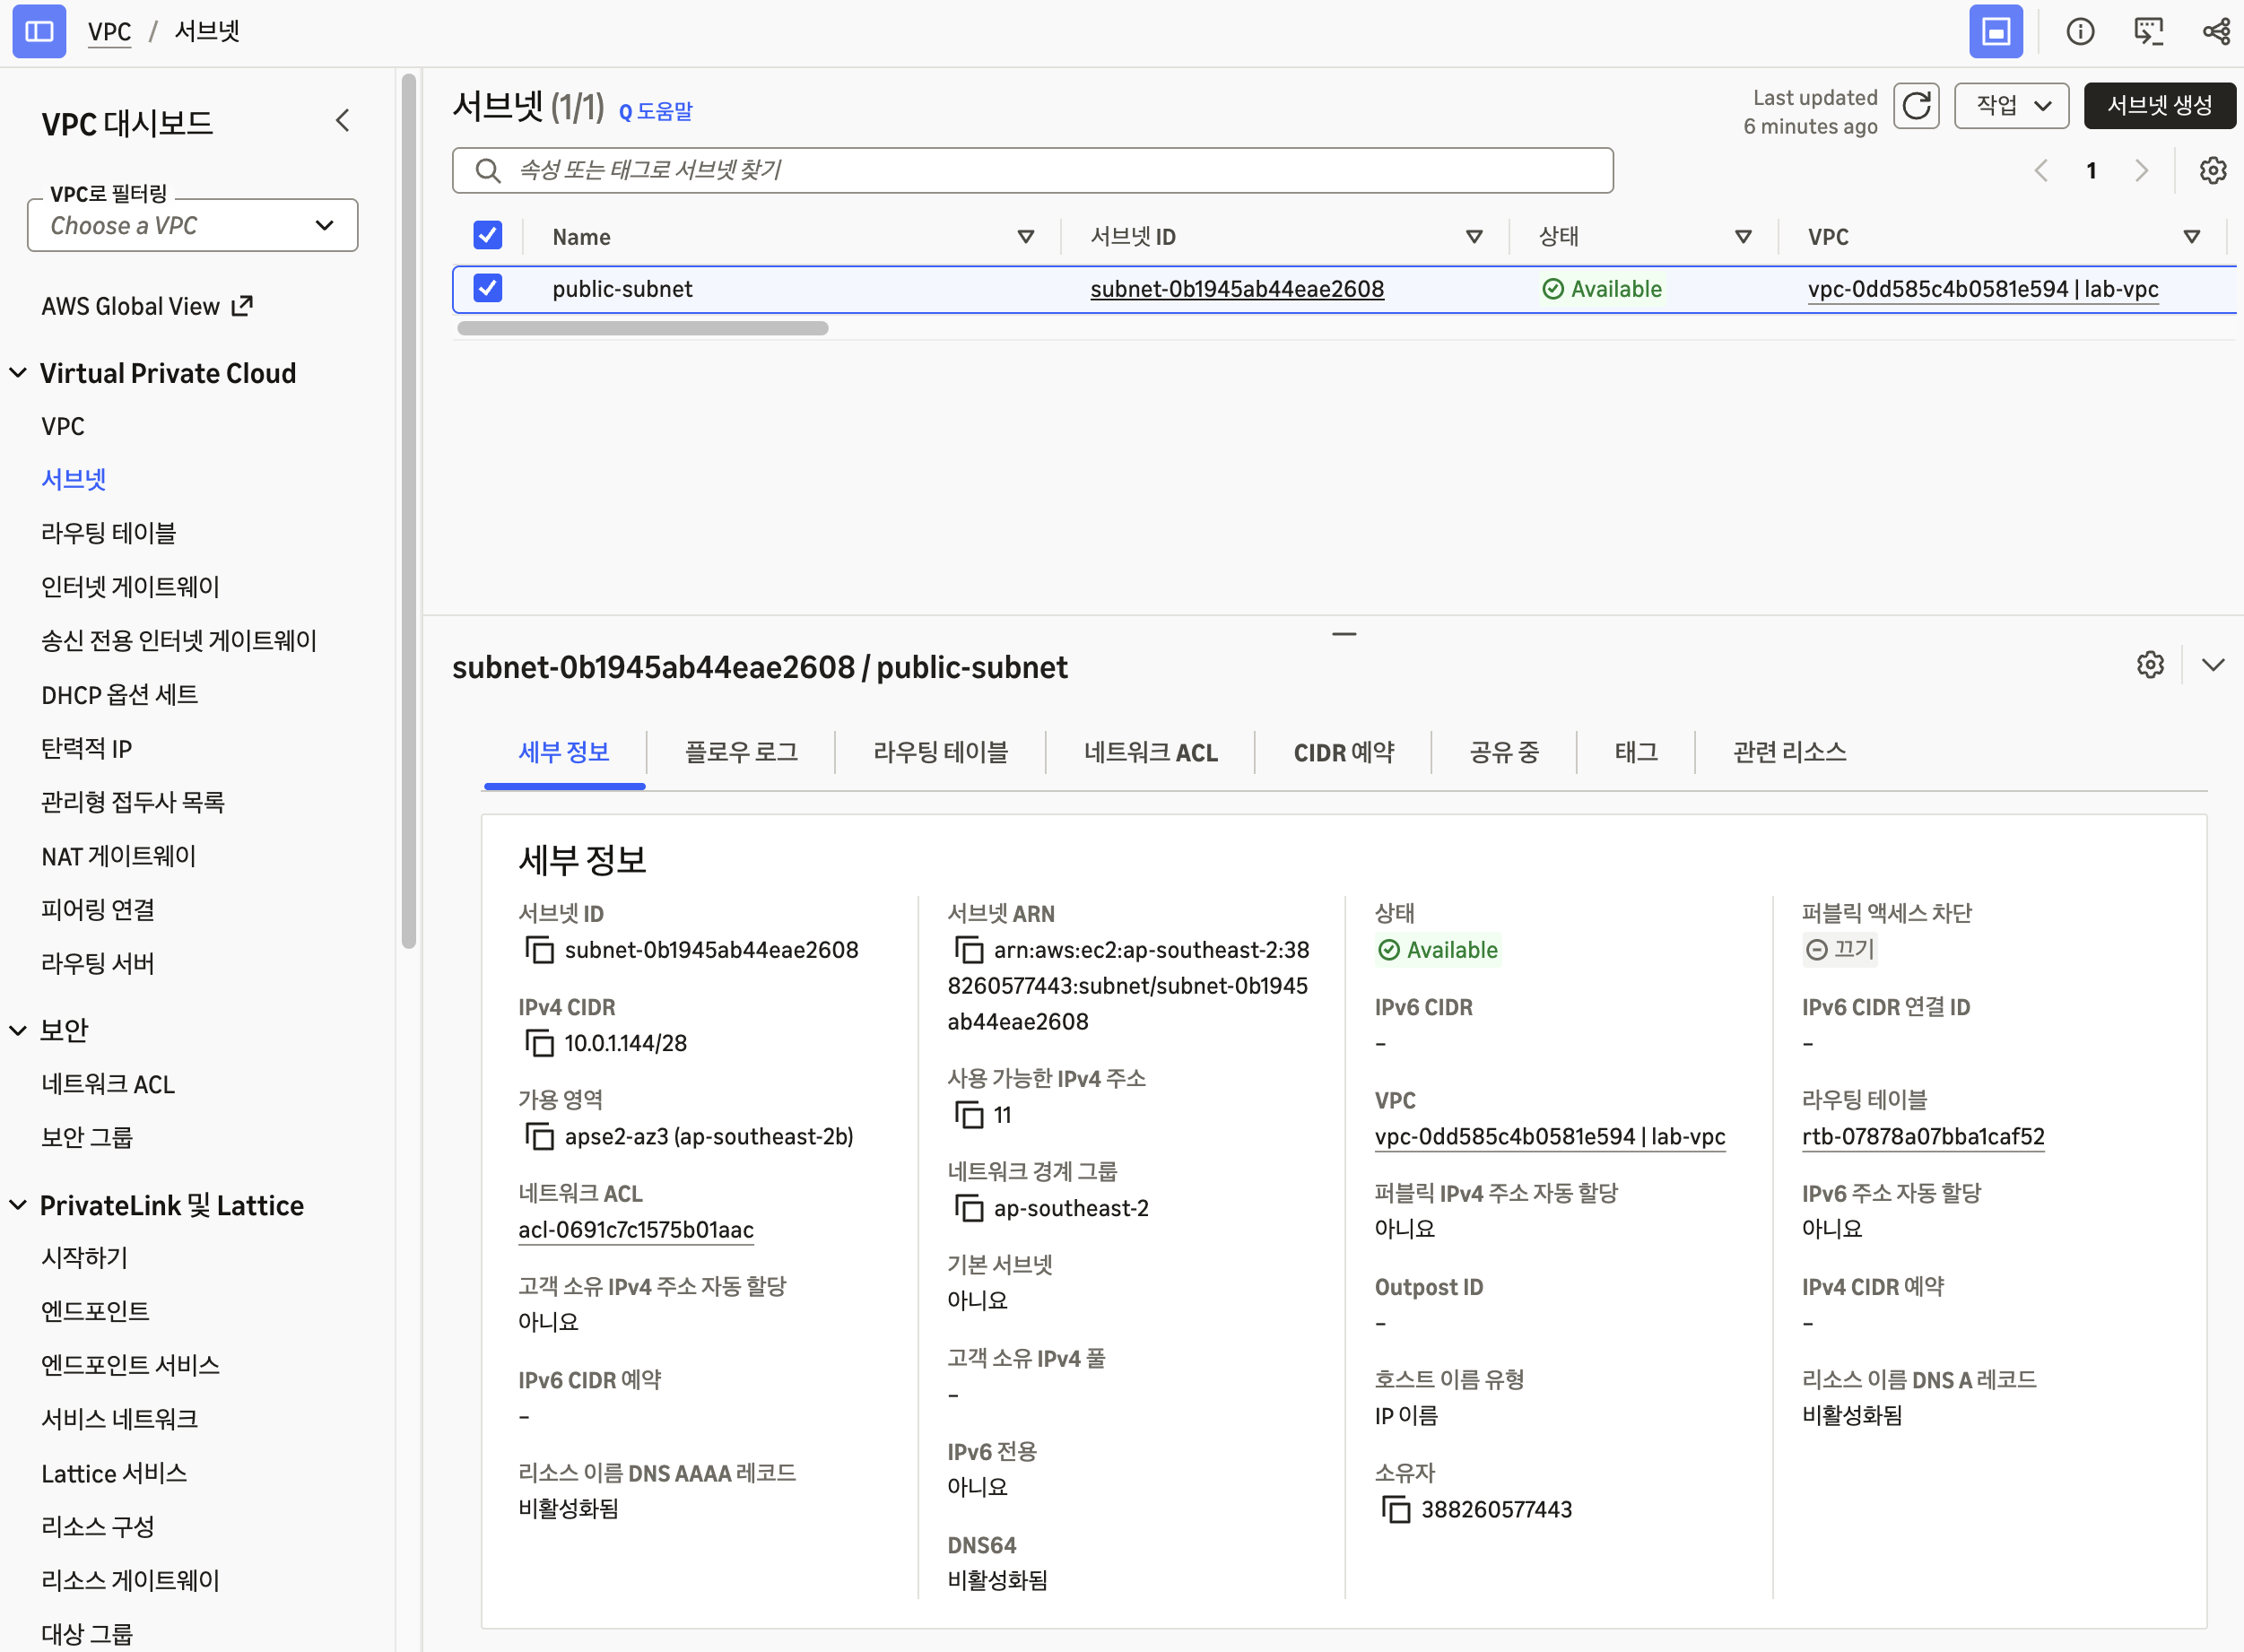 VPC / 서브넷
VPC 대시보드
VPC로 필터링
Choose a VPC
AWS Global View
Virtual Private Cloud
VPC
서브넷
라우팅 테이블
인터넷 게이트웨이
송신 전용 인터넷 게이트웨이
DHCP 옵션 세트
탄력적 IP
관리형 접두사 목록
NAT 게이트웨이
피어링 연결
라우팅 서버
보안
네트워크 ACL
보안 그룹
PrivateLink 및 Lattice
시작하기
엔드포인트
엔드포인트 서비스
서비스 네트워크
Lattice 서비스
리소스 구성
리소스 게이트웨이
대상 그룹
서브넷 (1/1) Q 도움말
Last updated
6 minutes ago
작업
서브넷 생성
속성 또는 태그로 서브넷 찾기
1
Name 서브넷 ID 상태 VPC
public-subnet subnet-0b1945ab44eae2608 Available vpc-0dd585c4b0581e594 | lab-vpc
subnet-0b1945ab44eae2608 / public-subnet
세부 정보 플로우 로그 라우팅 테이블 네트워크 ACL CIDR 예약 공유 중 태그 관련 리소스
세부 정보
서브넷 ID
subnet-0b1945ab44eae2608
IPv4 CIDR
10.0.1.144/28
가용 영역
apse2-az3 (ap-southeast-2b)
네트워크 ACL
acl-0691c7c1575b01aac
고객 소유 IPv4 주소 자동 할당
아니요
IPv6 CIDR 예약
–
리소스 이름 DNS AAAA 레코드
비활성화됨
서브넷 ARN
arn:aws:ec2:ap-southeast-2:38
8260577443:subnet/subnet-0b1945
ab44eae2608
사용 가능한 IPv4 주소
11
네트워크 경계 그룹
ap-southeast-2
기본 서브넷
아니요
고객 소유 IPv4 풀
–
IPv6 전용
아니요
DNS64
비활성화됨
상태
Available
IPv6 CIDR
–
VPC
vpc-0dd585c4b0581e594 | lab-vpc
퍼블릭 IPv4 주소 자동 할당
아니요
Outpost ID
–
호스트 이름 유형
IP 이름
소유자
388260577443
퍼블릭 액세스 차단
끄기
IPv6 CIDR 연결 ID
–
라우팅 테이블
rtb-07878a07bba1caf52
IPv6 주소 자동 할당
아니요
IPv4 CIDR 예약
–
리소스 이름 DNS A 레코드
비활성화됨